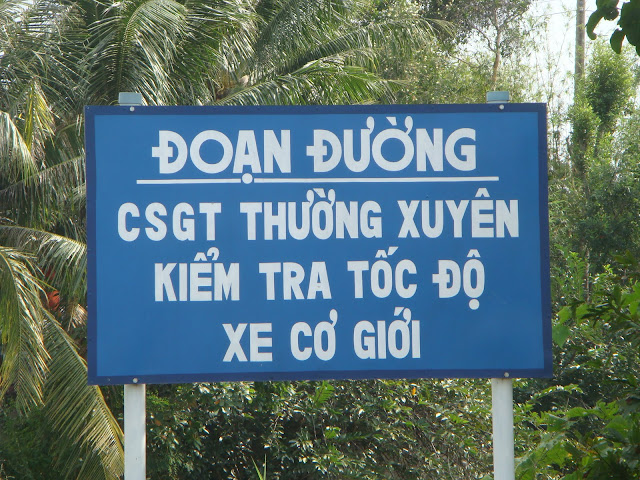 ĐOẠN ĐƯỜNG
CSGT THƯỜNG XUYÊN
KIỂM TRA TỐC ĐỘ
XE CƠ GIỚI